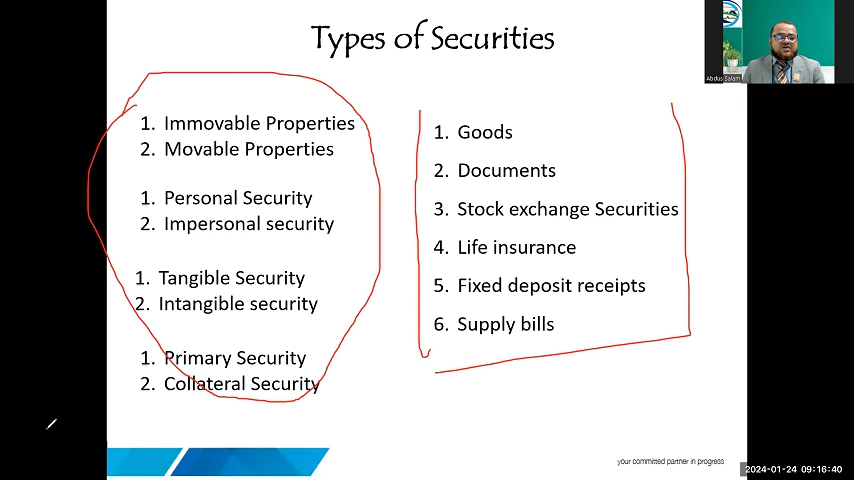 Types of Securities
1. Immovable Properties
2. Movable Properties
1. Personal Security
2. Impersonal security
1. Tangible Security
2. Intangible security
1. Primary Security
2. Collateral Security
1. Goods
2. Documents
3. Stock exchange Securities
4. Life insurance
5. Fixed deposit receipts
6. Supply bills
Abdus Salam
your committed partner in progress
2024-01-24 09:16:40